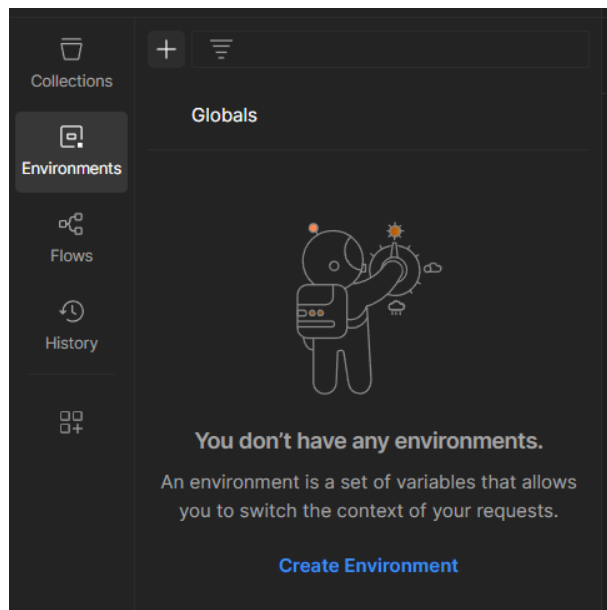 Collections
Globals
Environments
Flows
History
You don’t have any environments.
An environment is a set of variables that allows
you to switch the context of your requests.
Create Environment